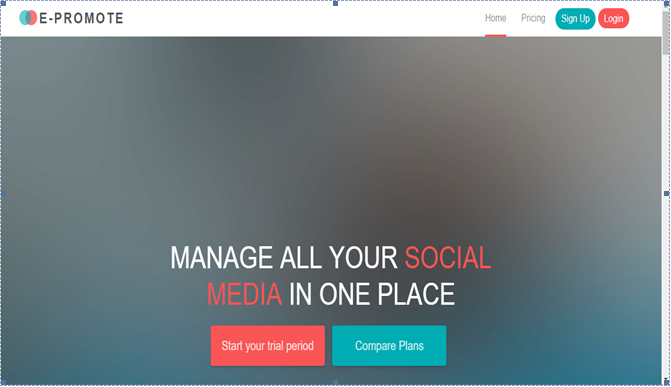 E-PROMOTE
Home Pricing Sign Up Login
MANAGE ALL YOUR SOCIAL
MEDIA IN ONE PLACE
Start your trial period Compare Plans